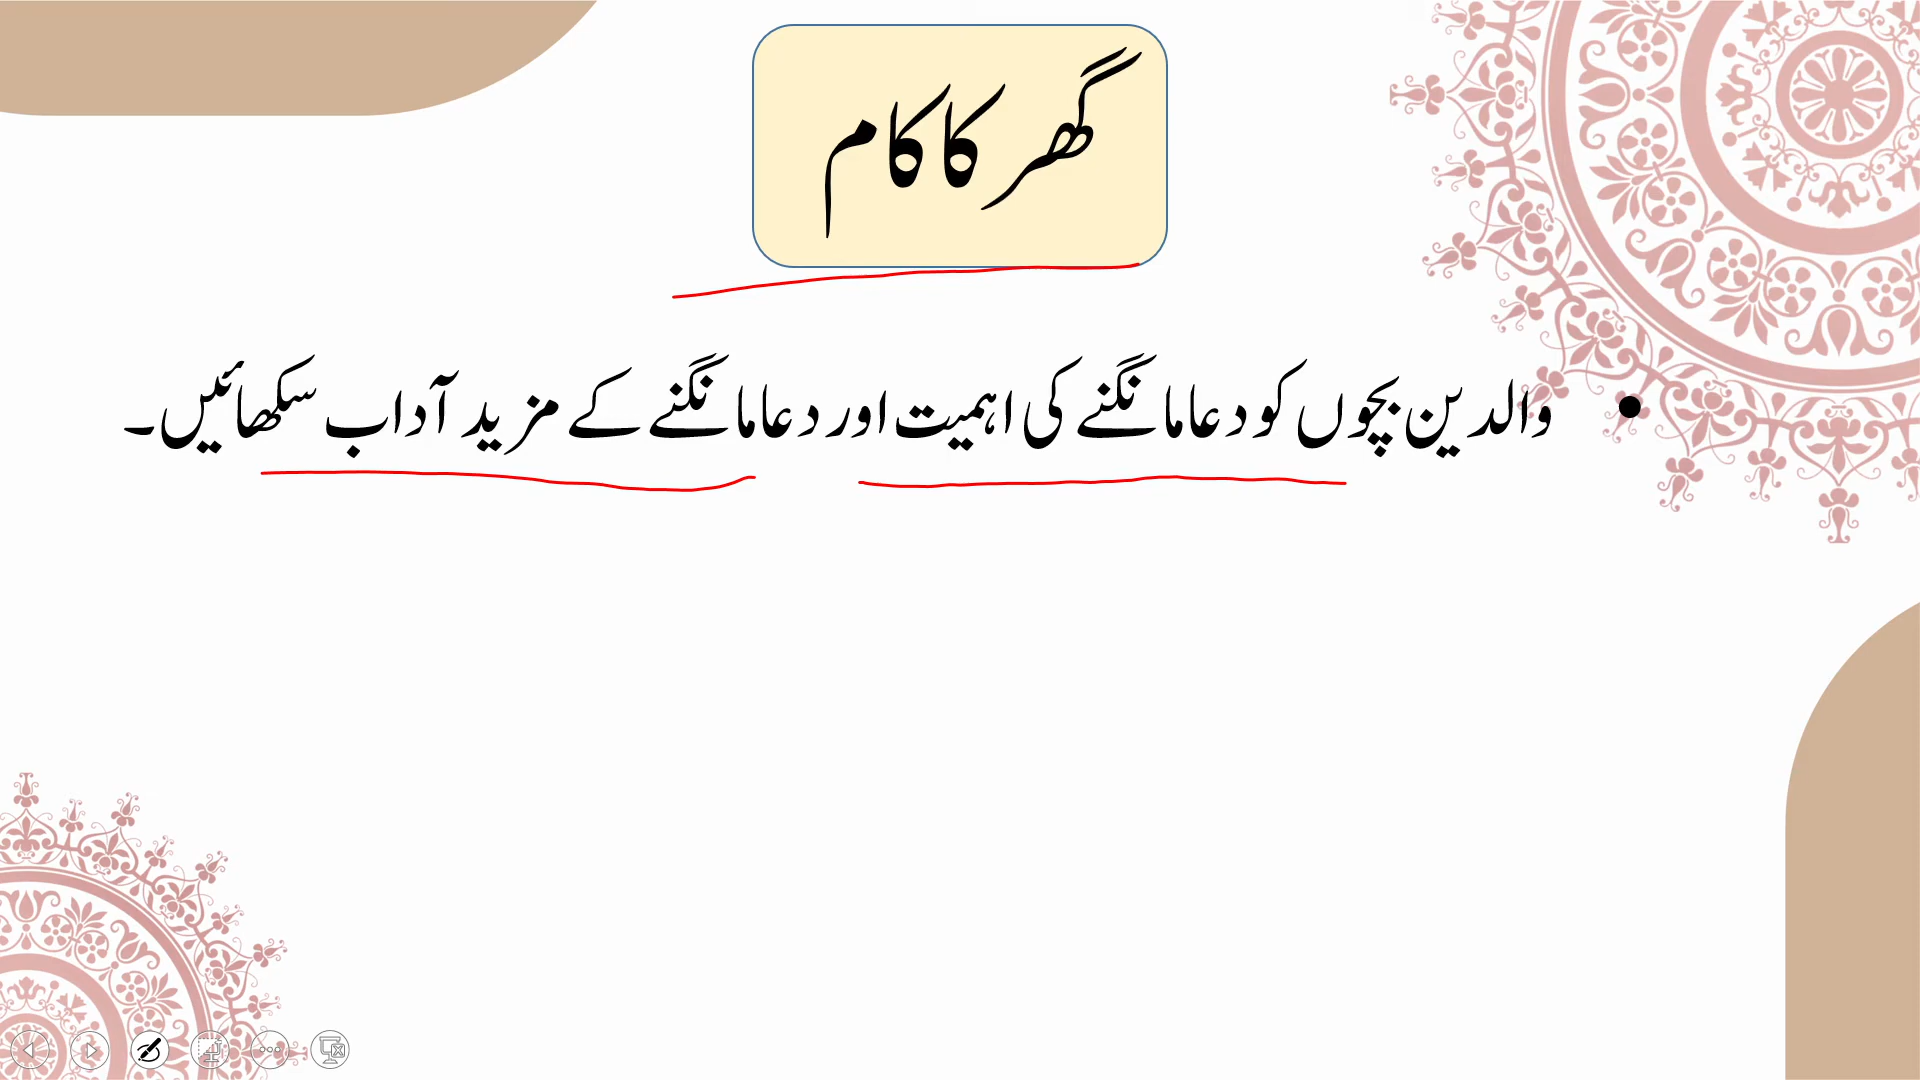 گھر کا کام
• والدین بچوں کو دعا مانگنے کی اہمیت اور دعا مانگنے کے مزید آداب سکھائیں۔